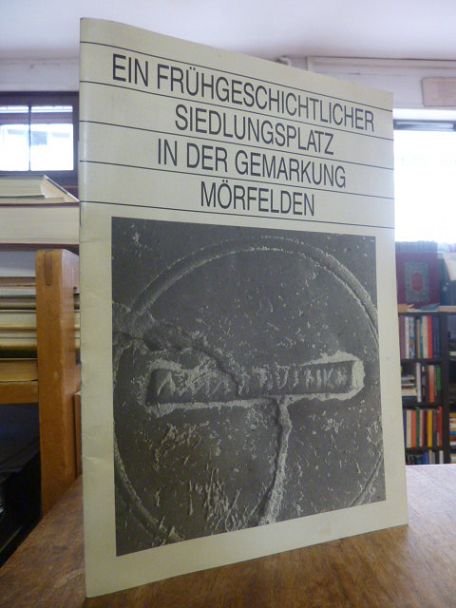 EIN FRÜHGESCHICHTLICHER
SIEDLUNGSPLATZ
IN DER GEMARKUNG
MÖRFELDEN